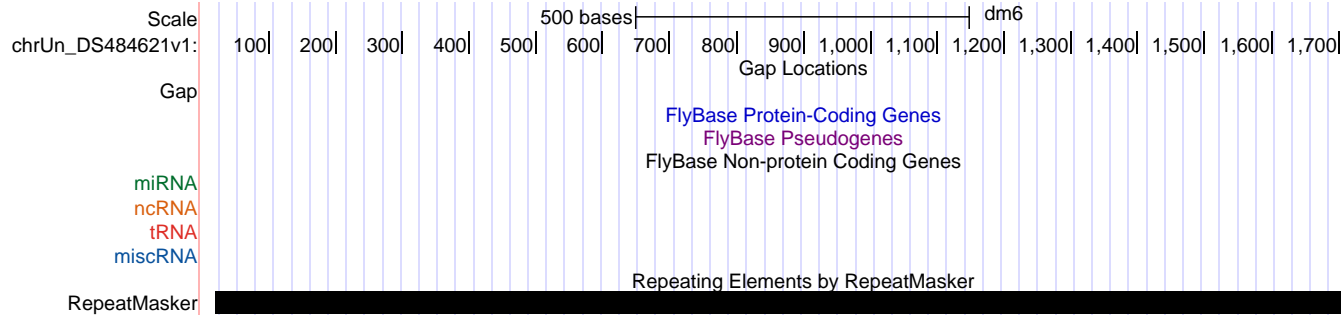 Scale 500 bases dm6
chrUn_DS484621v1: 100 200 300 400 500 600 700 800 900 1,000 1,100 1,200 1,300 1,400 1,500 1,600 1,700
Gap Locations
Gap
FlyBase Protein-Coding Genes
FlyBase Pseudogenes
FlyBase Non-protein Coding Genes
miRNA
ncRNA
tRNA
miscRNA
Repeating Elements by RepeatMasker
RepeatMasker